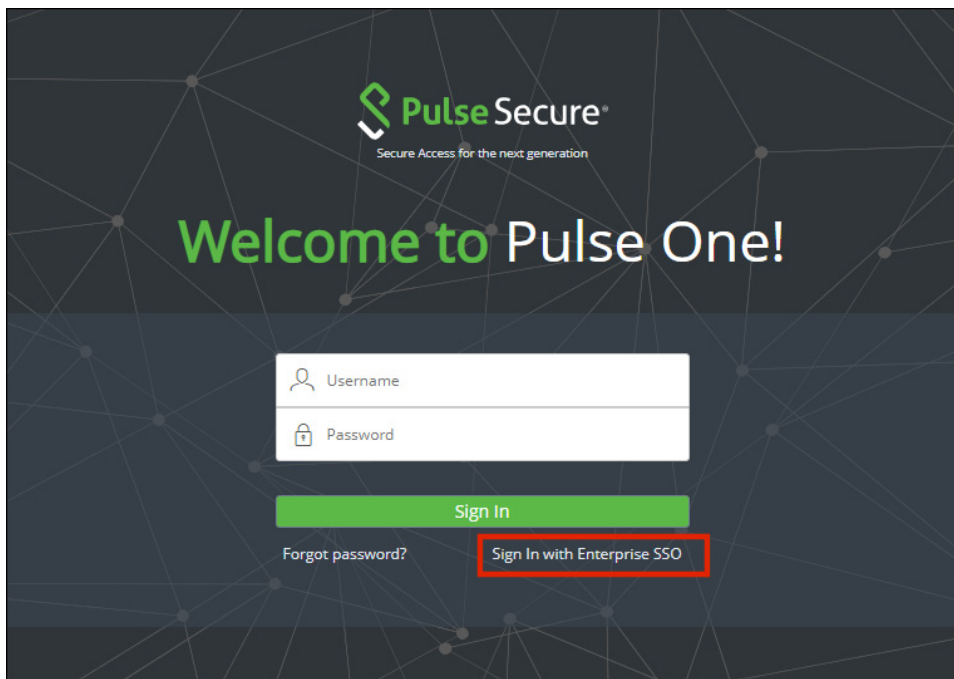 Pulse Secure®
Secure Access for the next generation
Welcome to Pulse One!
Username
Password
Sign In
Forgot password? Sign In with Enterprise SSO